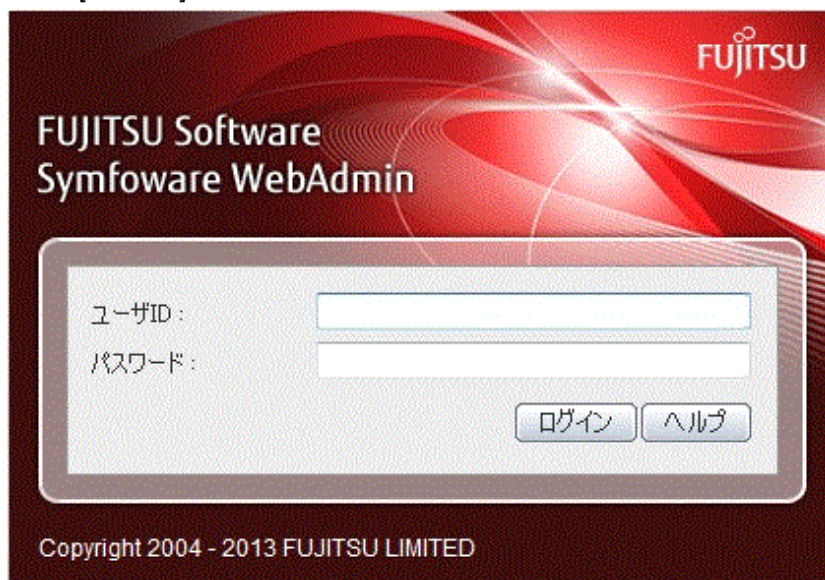 FUJITSU
FUJITSU Software
Symfoware WebAdmin
ユーザID :
パスワード :
ログイン ヘルプ
Copyright 2004 - 2013 FUJITSU LIMITED